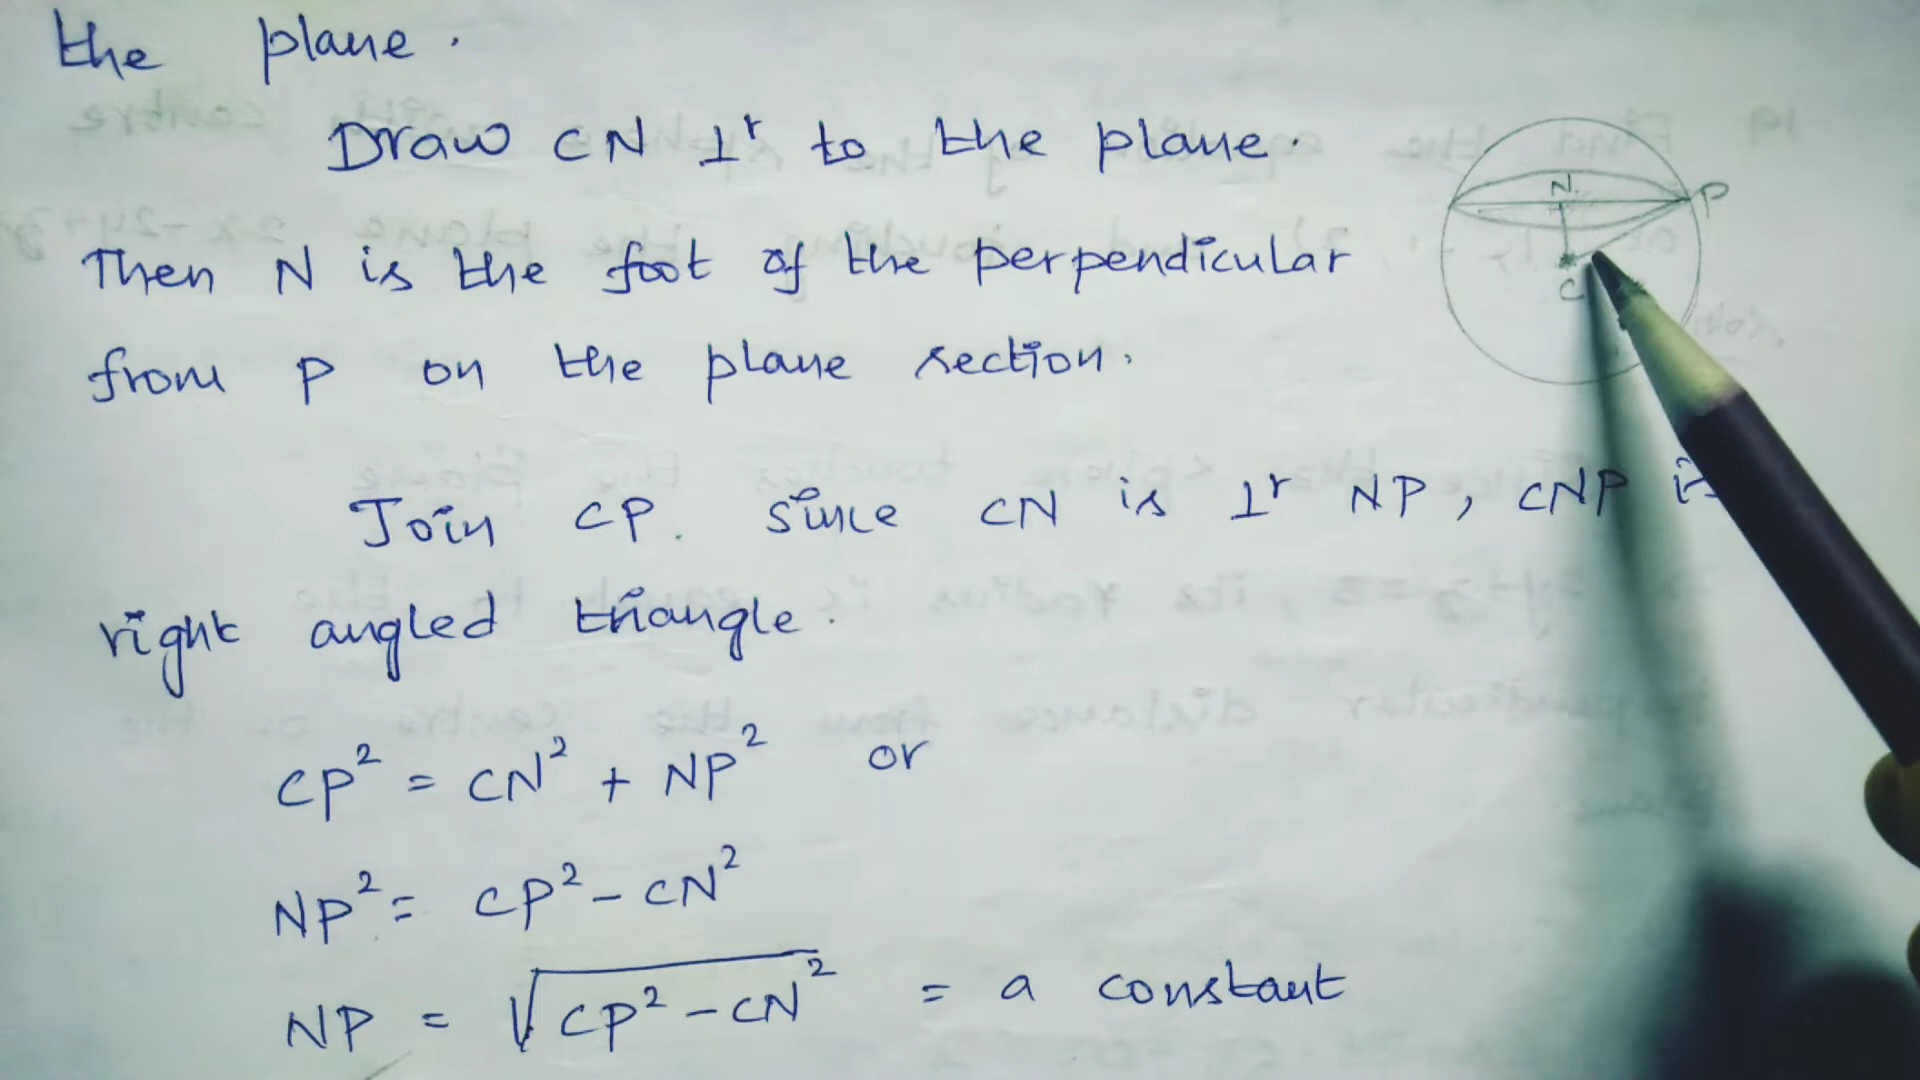 the plane.
Draw CN ⊥r to the plane.
Then N is the foot of the perpendicular
from P on the plane section.
Join CP. Since CN is ⊥r NP, CNP is
right angled triangle.
CP² = CN² + NP² or
NP² = CP² - CN²
NP = √CP² - CN² = a constant
N
P
C